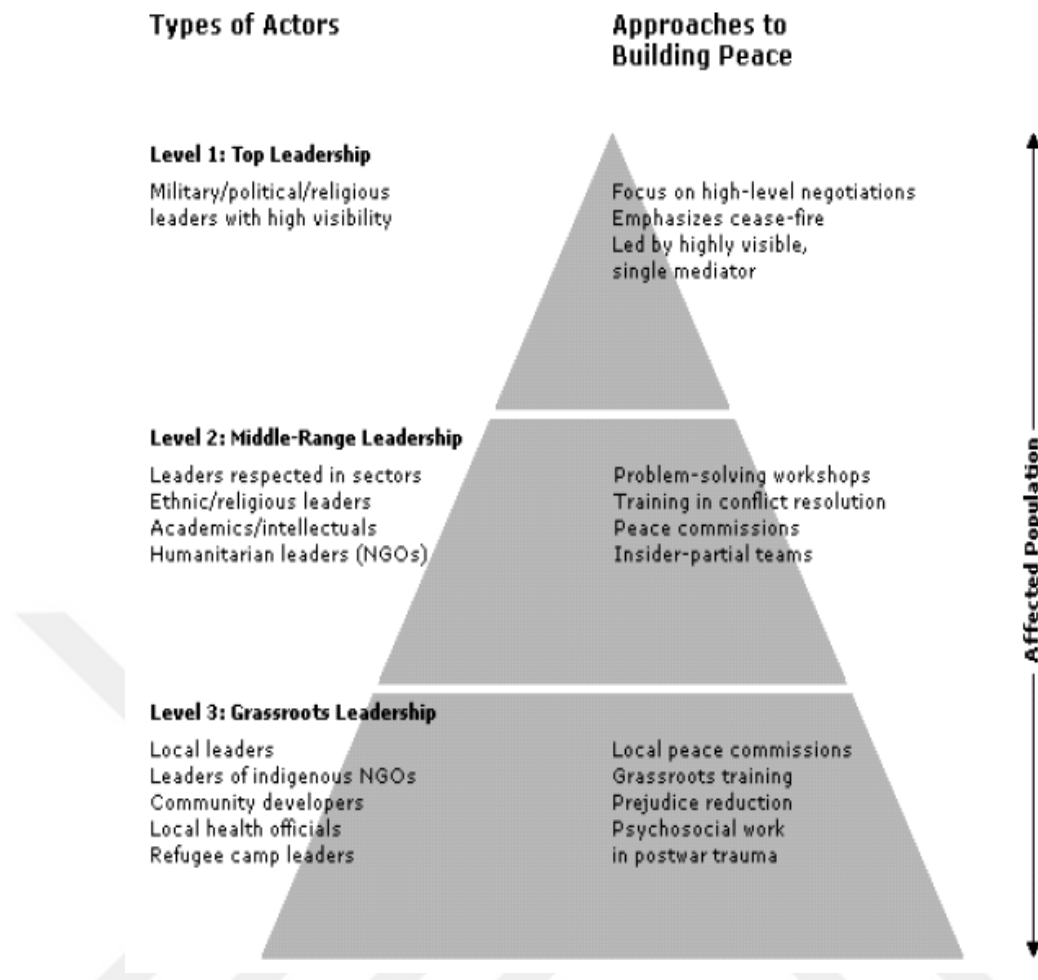 Types of Actors
Approaches to
Building Peace
Level 1: Top Leadership
Military/political/religious
leaders with high visibility
Focus on high-level negotiations
Emphasizes cease-fire
Led by highly visible,
single mediator
Level 2: Middle-Range Leadership
Leaders respected in sectors
Ethnic/religious leaders
Academics/intellectuals
Humanitarian leaders (NGOs)
Problem-solving workshops
Training in conflict resolution
Peace commissions
Insider-partial teams
Level 3: Grassroots Leadership
Local leaders
Leaders of indigenous NGOs
Community developers
Local health officials
Refugee camp leaders
Local peace commissions
Grassroots training
Prejudice reduction
Psychosocial work
in postwar trauma
Affected Population